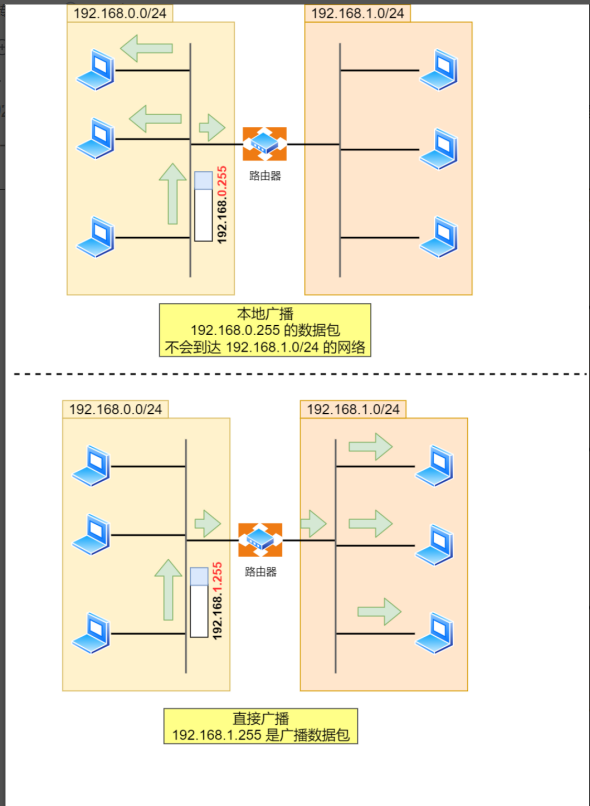 192.168.0.0/24
192.168.1.0/24
192.168.0.255
路由器
本地广播
192.168.0.255 的数据包
不会到达 192.168.1.0/24 的网络
192.168.0.0/24
192.168.1.0/24
192.168.1.255
路由器
直接广播
192.168.1.255 是广播数据包